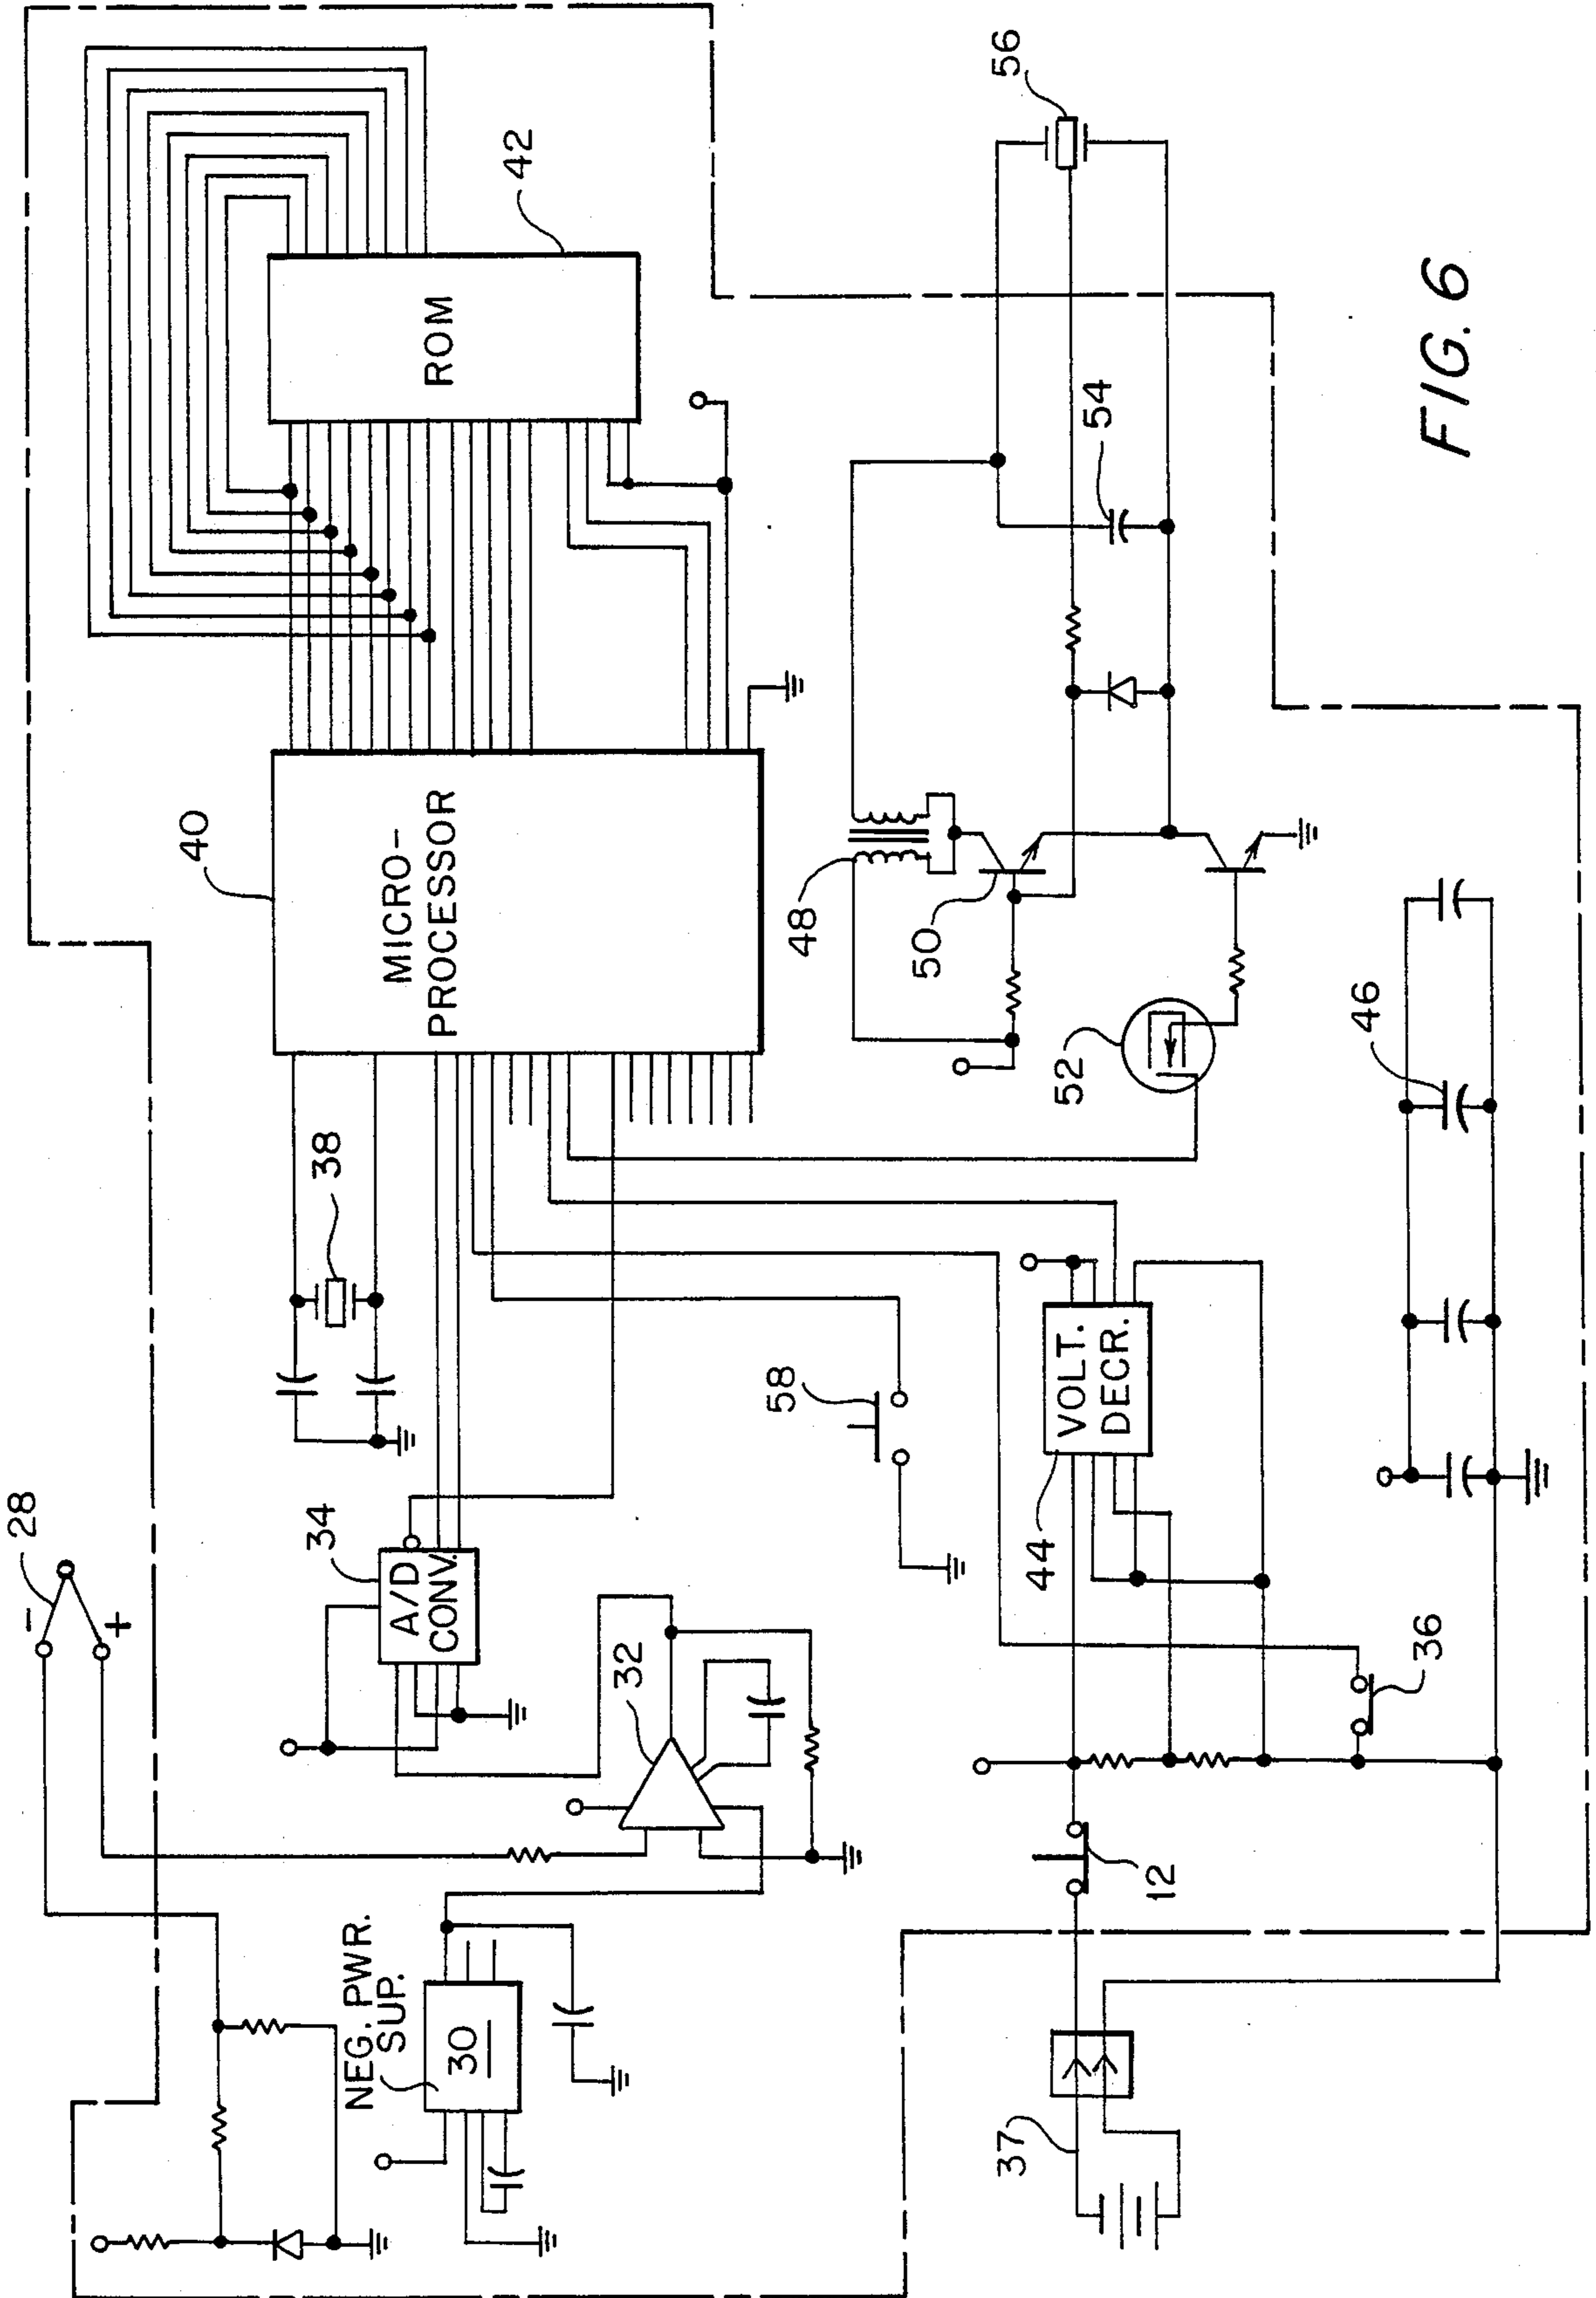 28
-
+
34
A/D
CONV.
38
40
MICRO-
PROCESSOR
ROM
42
NEG. PWR.
SUP.
30
32
58
48
50
52
54
56
44
VOLT.
DECR.
46
36
12
37
FIG. 6